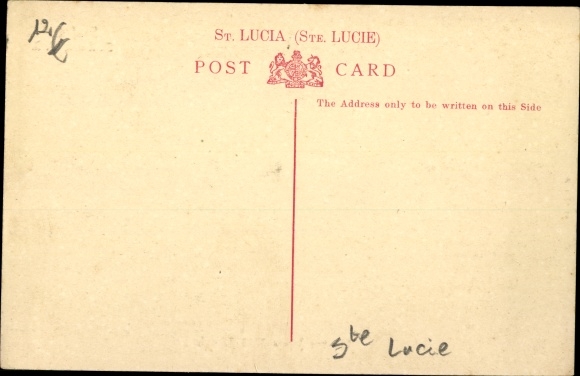 St. LUCIA (Ste. LUCIE)
POST CARD
The Address only to be written on this Side
Ste Lucie